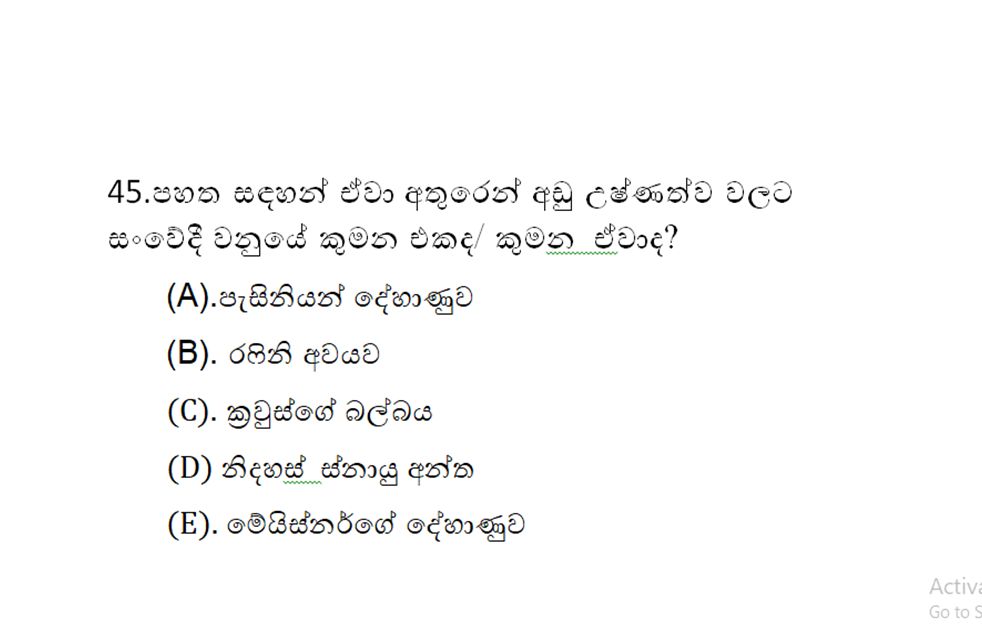 45.පහත සඳහන් ඒවා අතුරෙන් අඩු උෂ්ණත්ව වලට
සංවේදී වනුයේ කුමන එකද/ කුමන ඒවාද?
(A).පැසිනියන් දේහාණුව
(B). රෆිනි අවයව
(C). ක්‍රවුස්ගේ බල්බය
(D) නිදහස් ස්නායු අන්ත
(E). මේයිස්නර්ගේ දේහාණුව
Activa
Go to S